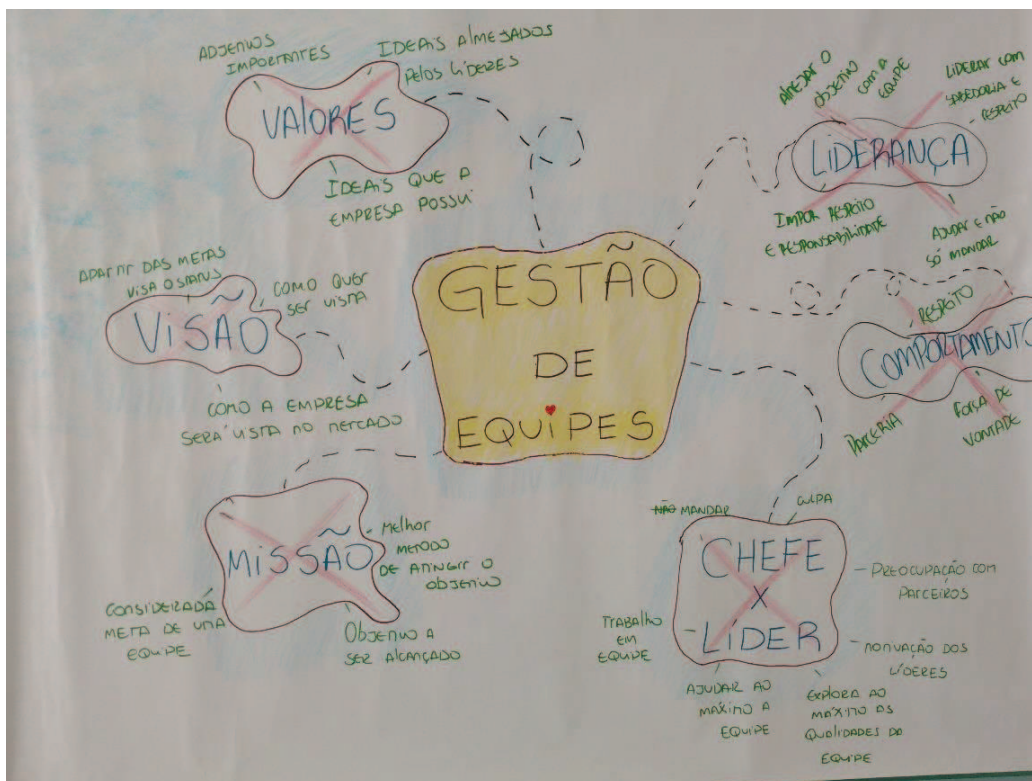 GESTÃO
DE
EQUIPES
VALORES
ADJETIVOS
IMPORTANTES
IDEAIS ALMEJADOS
PELOS LÍDERES
IDEAIS QUE A
EMPRESA POSSUI
LIDERANÇA
ALMEJAR O
OBJETIVO
COM A
EQUIPE
LIDERAR COM
SABEDORIA E
RESPEITO
IMPOR RESPEITO
E RESPONSABILIDADE
AJUDAR E NÃO
SÓ MANDAR
VISÃO
APARTIR DAS METAS
VISA O STATUS
COMO QUER
SER VISTA
COMO A EMPRESA
SERÁ VISTA NO MERCADO
COMPORTAMENTO
RESPEITO
PARCERIA
FORSA DE
VONTADE
MISSÃO
MELHOR
METODO
DE ATINGIR O
OBJETIVO
CONSIDERADA
META DE UMA
EQUIPE
OBJETIVO A
SER ALCANÇADO
CHEFE
X
LÍDER
NÃO MANDAR
CULPA
PREOCUPAÇÃO COM
PARCEIROS
TRABALHO
EM
EQUIPE
MOTIVAÇÃO DOS
LÍDERES
AJUDAR AO
MÁXIMO A
EQUIPE
EXPLORA AO
MÁXIMO AS
QUALIDADES DA
EQUIPE